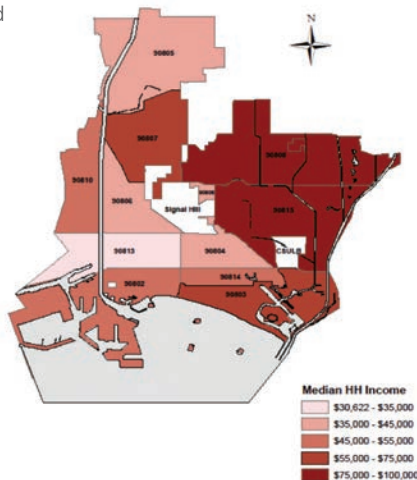 d
N
90805
90807
90808
90810
90806
Signal Hill
90815
90813
90804
CSULB
90802
90814
90803
Median HH Income
$30,622 - $35,000
$35,000 - $45,000
$45,000 - $55,000
$55,000 - $75,000
$75,000 - $100,000